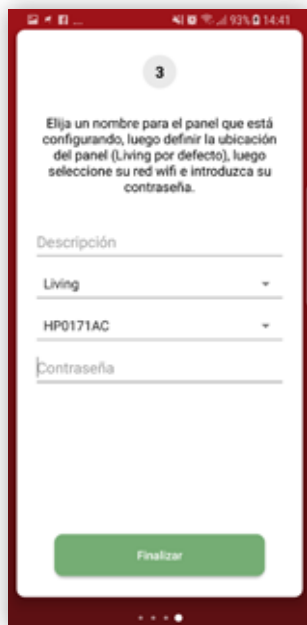 93% 14:41
3
Elija un nombre para el panel que está
configurando, luego definir la ubicación
del panel (Living por defecto), luego
seleccione su red wifi e introduzca su
contraseña.
Descripción
Living
HP0171AC
Contraseña
Finalizar